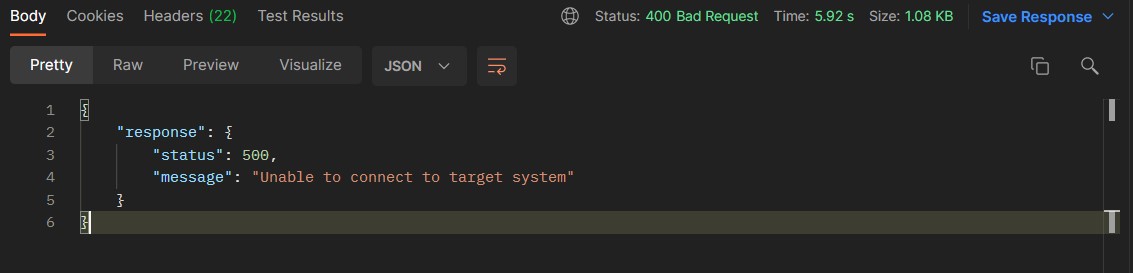 Body Cookies Headers (22) Test Results Status: 400 Bad Request Time: 5.92 s Size: 1.08 KB Save Response
Pretty Raw Preview Visualize JSON
1 {
2 "response": {
3 "status": 500,
4 "message": "Unable to connect to target system"
5 }
6 }